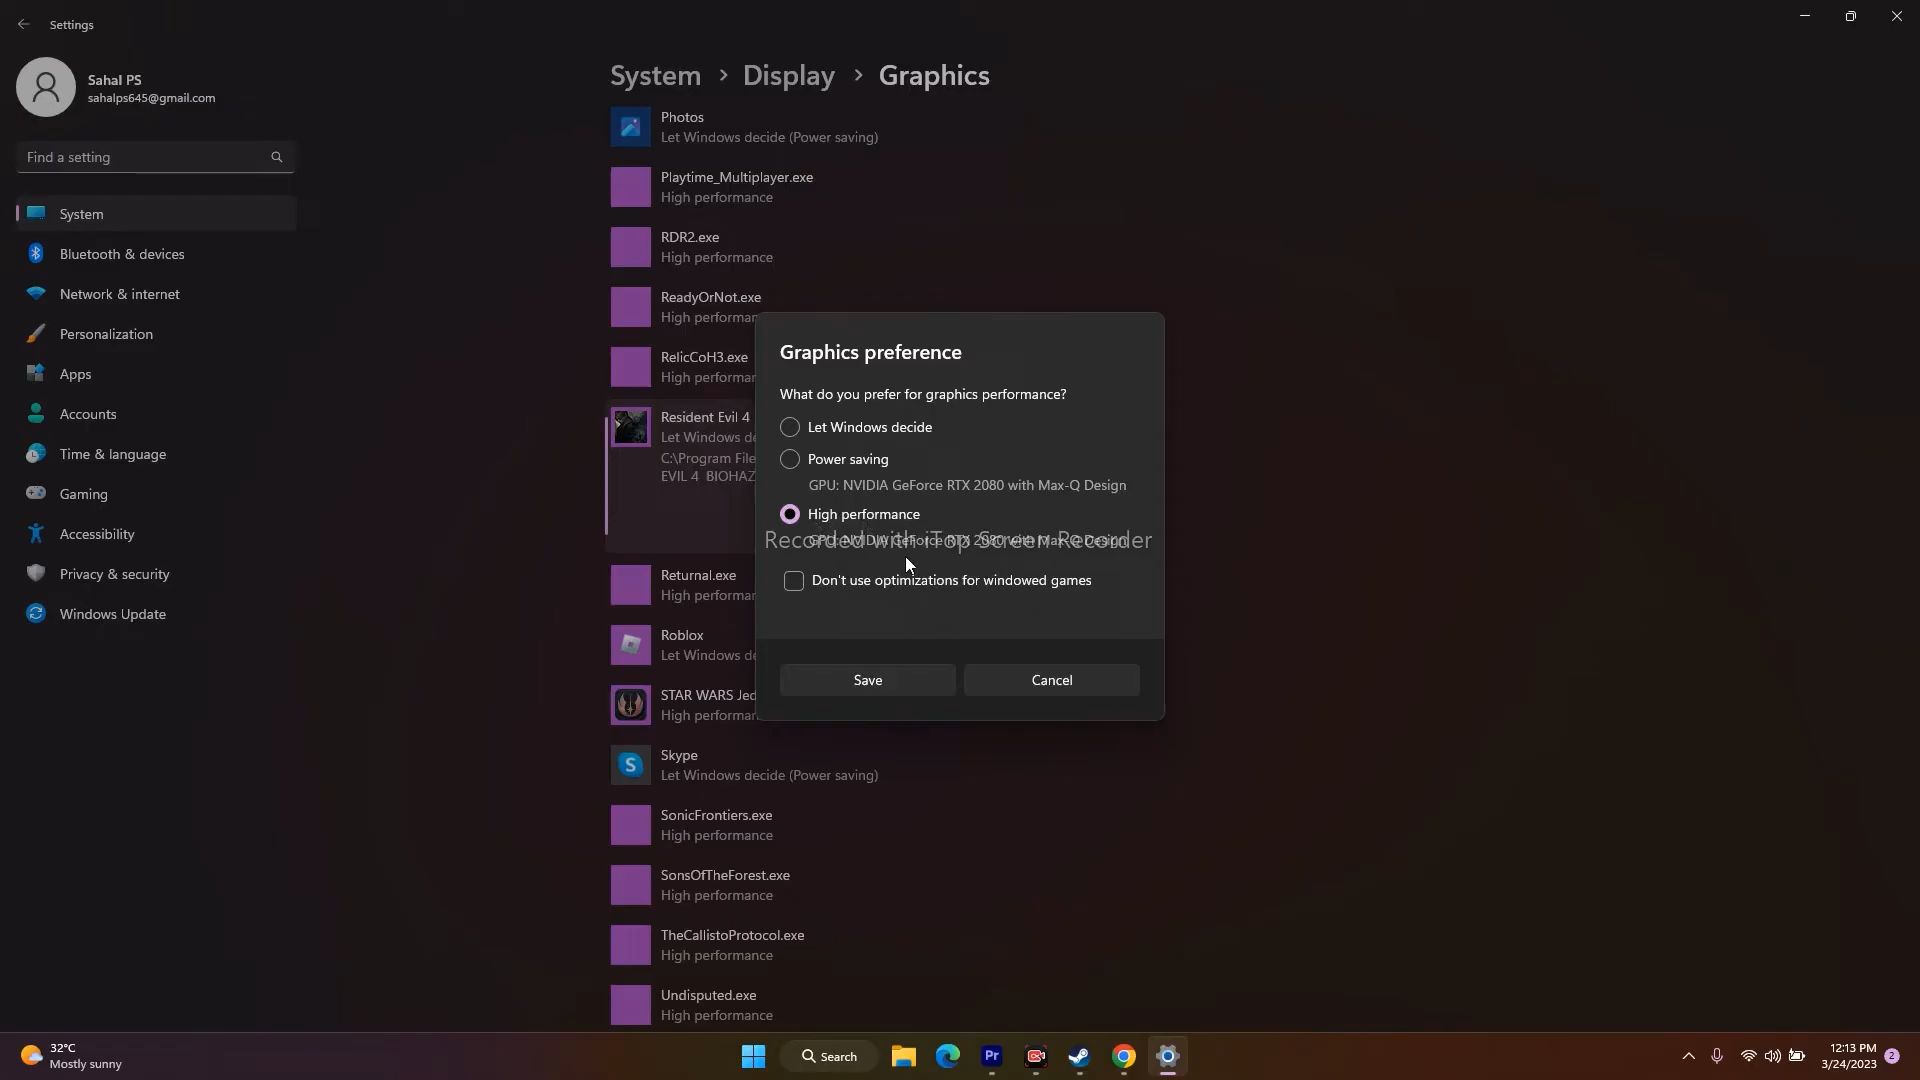 Settings
Sahal PS
sahalps645@gmail.com
Find a setting
System
Bluetooth & devices
Network & internet
Personalization
Apps
Accounts
Time & language
Gaming
Accessibility
Privacy & security
Windows Update
System > Display > Graphics
Photos
Let Windows decide (Power saving)
Playtime_Multiplayer.exe
High performance
RDR2.exe
High performance
ReadyOrNot.exe
High performan
RelicCoH3.exe
High performan
Resident Evil 4
Let Windows de
C:\Program File
EVIL 4 BIOHAZ
Returnal.exe
High performan
Roblox
Let Windows de
STAR WARS Jed
High performan
Skype
Let Windows decide (Power saving)
SonicFrontiers.exe
High performance
SonsOfTheForest.exe
High performance
TheCallistoProtocol.exe
High performance
Undisputed.exe
High performance
Graphics preference
What do you prefer for graphics performance?
Let Windows decide
Power saving
GPU: NVIDIA GeForce RTX 2080 with Max-Q Design
High performance
GPU: NVIDIA GeForce RTX 2080 with Max-Q Design
Recorded with iTop Screen Recorder
Don't use optimizations for windowed games
Save
Cancel
32°C
Mostly sunny
Search
Pr
12:13 PM
3/24/2023
2